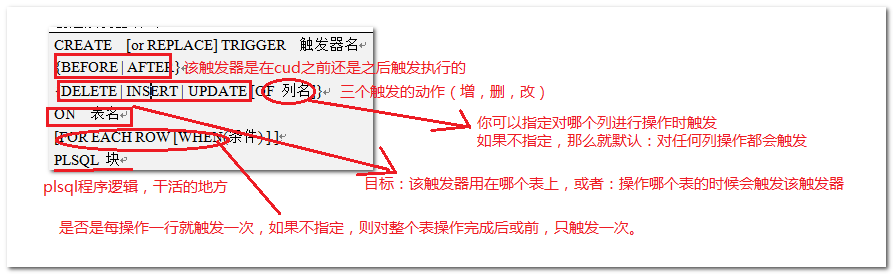 CREATE [or REPLACE] TRIGGER 触发器名
{BEFORE | AFTER} 该触发器是在cud之前还是之后触发执行的
{DELETE | INSERT | UPDATE [OF 列名]} 三个触发的动作（增，删，改）
ON 表名
你可以指定对哪个列进行操作时触发
如果不指定，那么就默认：对任何列操作都会触发
[FOR EACH ROW [WHEN(条件) ] ]
PLSQL 块
plsql程序逻辑，干活的地方
目标：该触发器用在哪个表上，或者：操作哪个表的时候会触发该触发器
是否是每操作一行就触发一次，如果不指定，则对整个表操作完成后或前，只触发一次。